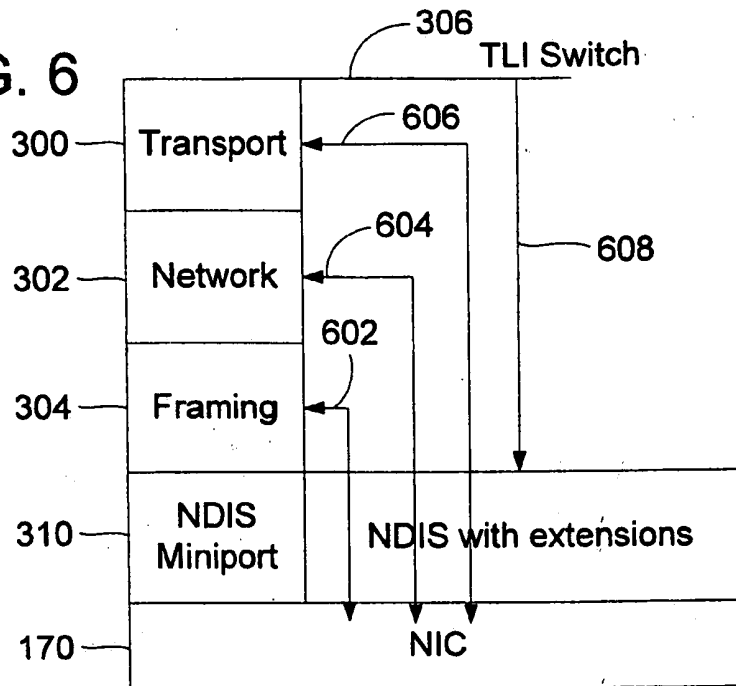 G. 6
306
TLI Switch
300
Transport
606
302
Network
604
608
304
Framing
602
310
NDIS
Miniport
NDIS with extensions
170
NIC